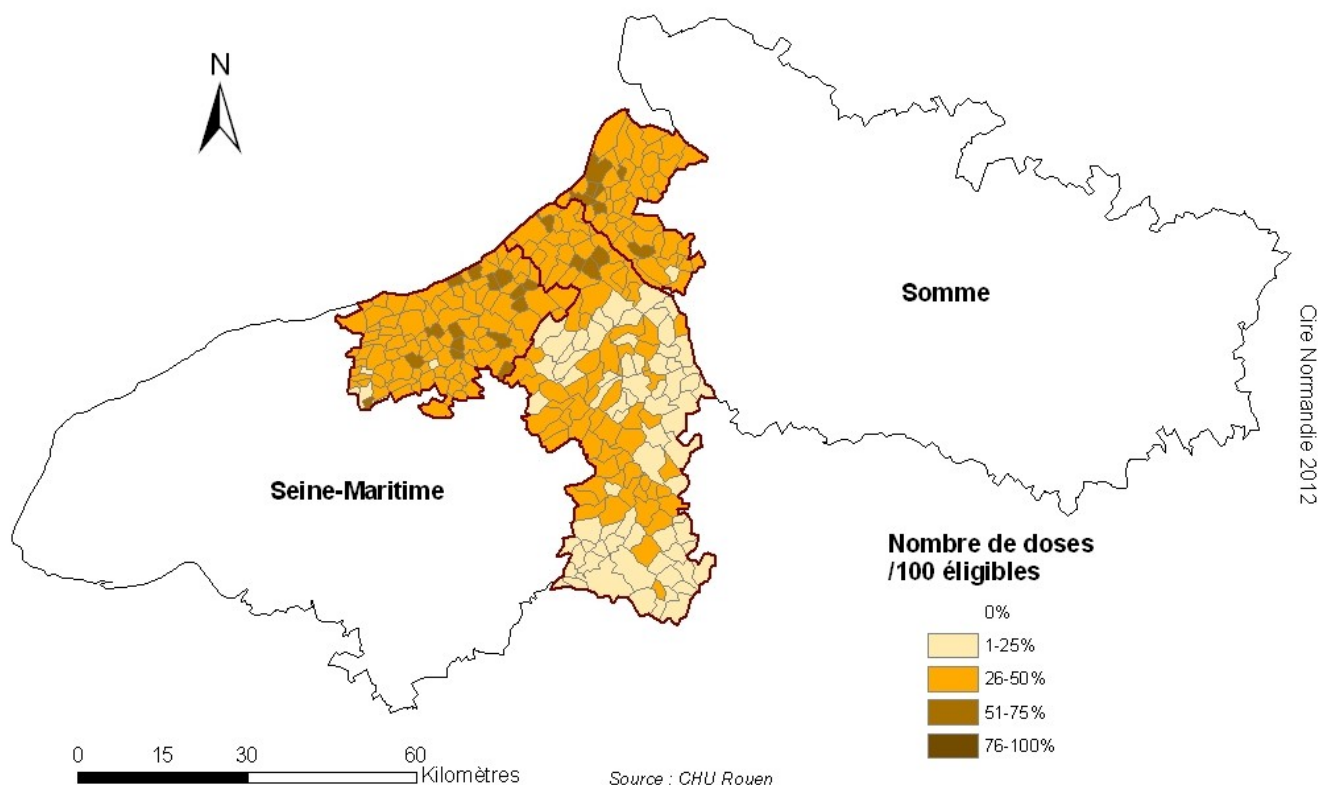 N
Somme
Seine-Maritime
Cire Normandie 2012
Nombre de doses
/100 éligibles
0%
1-25%
26-50%
51-75%
76-100%
0 15 30 60
Kilomètres
Source : CHU Rouen